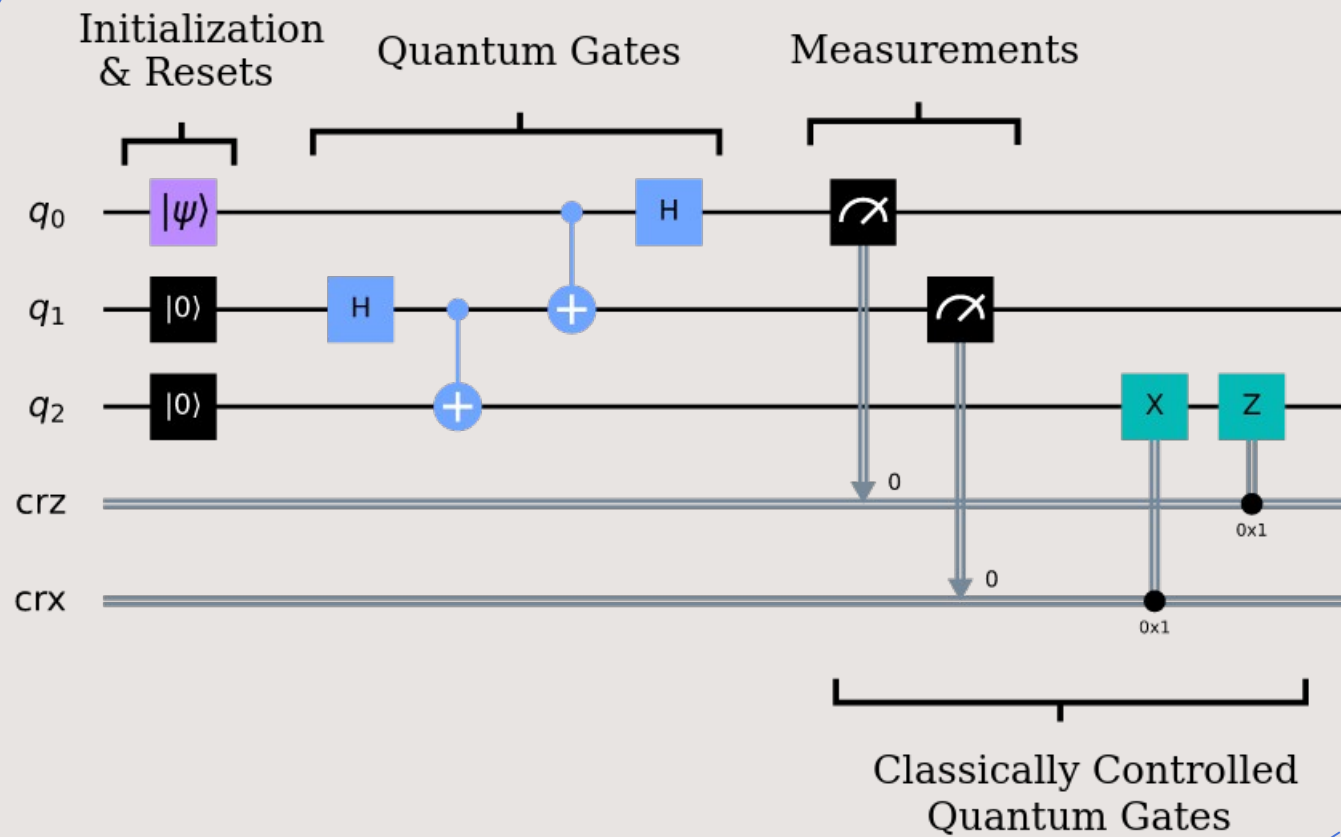 Initialization
& Resets
Quantum Gates
Measurements
q0 |ψ⟩ H
q1 |0⟩ H
q2 |0⟩ X Z
crz 0 0x1
crx 0 0x1
Classically Controlled
Quantum Gates